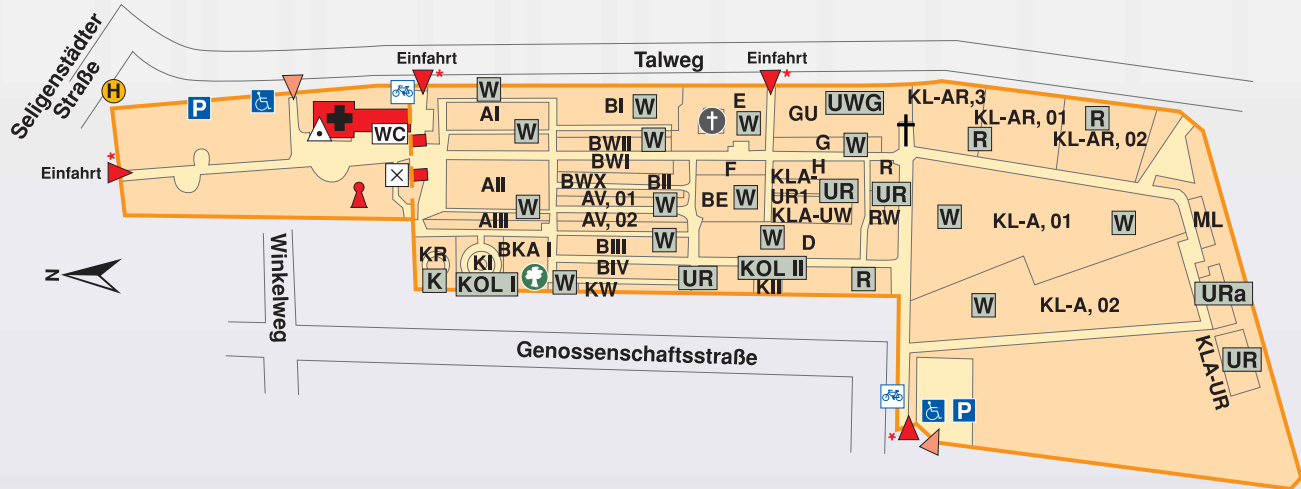 Seligenstädter
Straße
H
P
Einfahrt
*
Talweg
Einfahrt
*
Einfahrt
*
WC
W
AI
W
BI
W
BWII
W
BWI
E
W
GU
UWG
G
W
KL-AR,3
KL-AR, 01
R
R
KL-AR, 02
AII
W
AIII
BWX
BII
AV, 01
W
AV, 02
BIII
W
BIV
KW
F
BE
W
H
KLA-
UR1
UR
KLA-UW
R
UR
RW
W
D
W
KL-A, 01
W
ML
KR
K
KI
KOL I
BKA I
W
UR
KOL II
KII
R
W
KL-A, 02
URa
KLA-UR
UR
N
Winkelweg
Genossenschaftsstraße
P
*